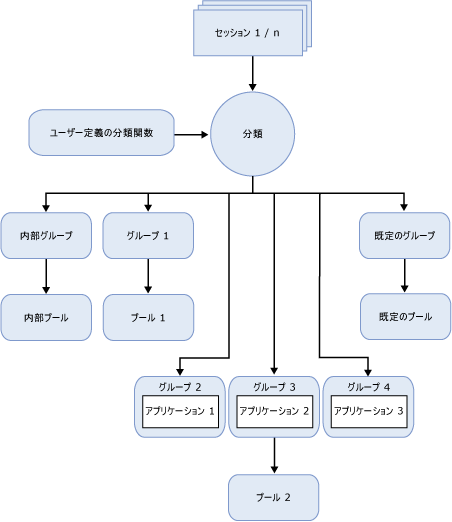 セッション 1 / n
ユーザー定義の分類関数
分類
内部グループ
グループ 1
既定のグループ
内部プール
プール 1
既定のプール
グループ 2
グループ 3
グループ 4
アプリケーション 1
アプリケーション 2
アプリケーション 3
プール 2